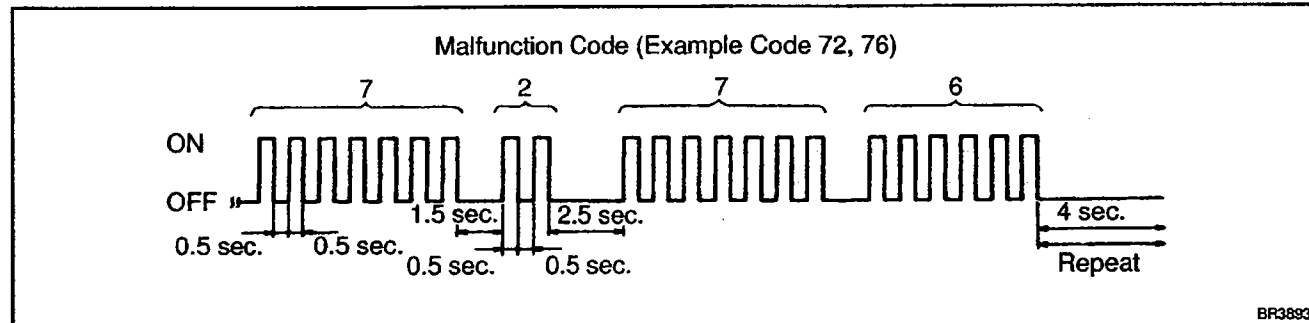 Malfunction Code (Example Code 72, 76)
7 2 7 6
ON
OFF
1.5 sec. 2.5 sec. 4 sec.
0.5 sec. 0.5 sec.
0.5 sec. 0.5 sec. Repeat
BR3893